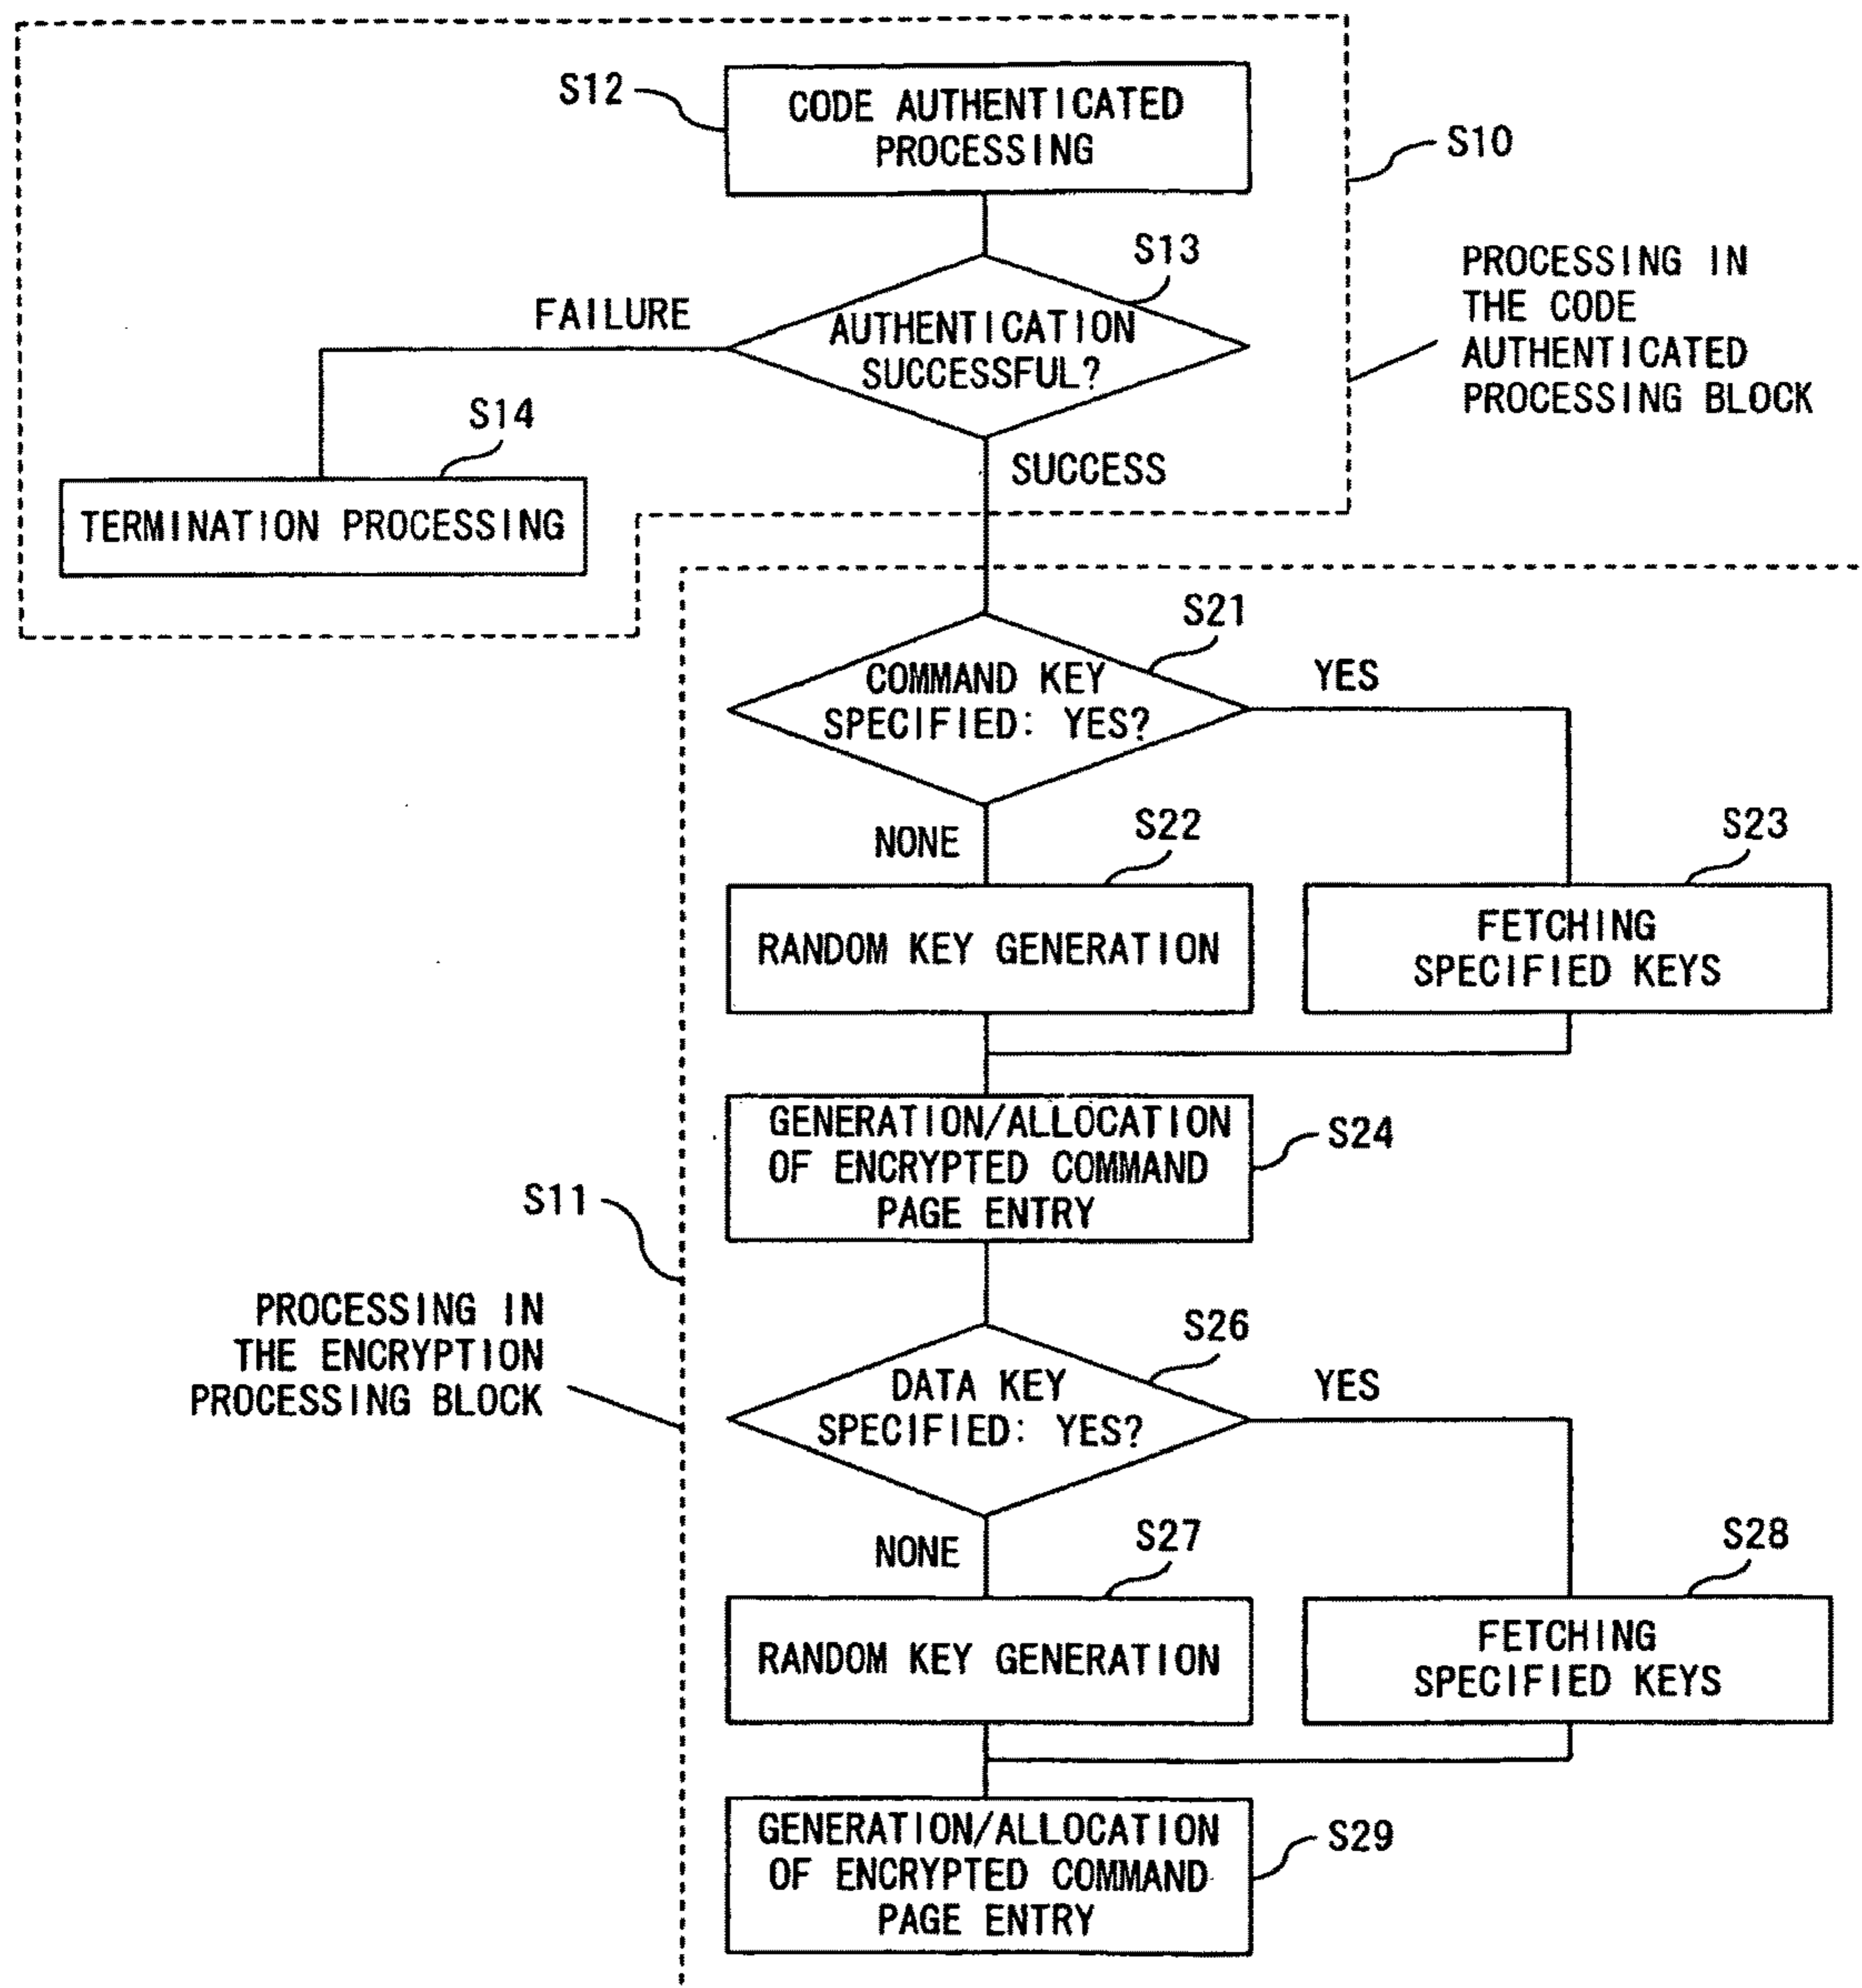 S12
CODE AUTHENTICATED
PROCESSING
S10
S13
PROCESSING IN
THE CODE
AUTHENTICATED
PROCESSING BLOCK
FAILURE
AUTHENTICATION
SUCCESSFUL?
S14
SUCCESS
TERMINATION PROCESSING
S21
COMMAND KEY
SPECIFIED: YES?
YES
NONE
S22
S23
RANDOM KEY GENERATION
FETCHING
SPECIFIED KEYS
GENERATION/ALLOCATION
OF ENCRYPTED COMMAND
PAGE ENTRY
S24
S11
PROCESSING IN
THE ENCRYPTION
PROCESSING BLOCK
S26
DATA KEY
SPECIFIED: YES?
YES
NONE
S27
S28
RANDOM KEY GENERATION
FETCHING
SPECIFIED KEYS
GENERATION/ALLOCATION
OF ENCRYPTED COMMAND
PAGE ENTRY
S29